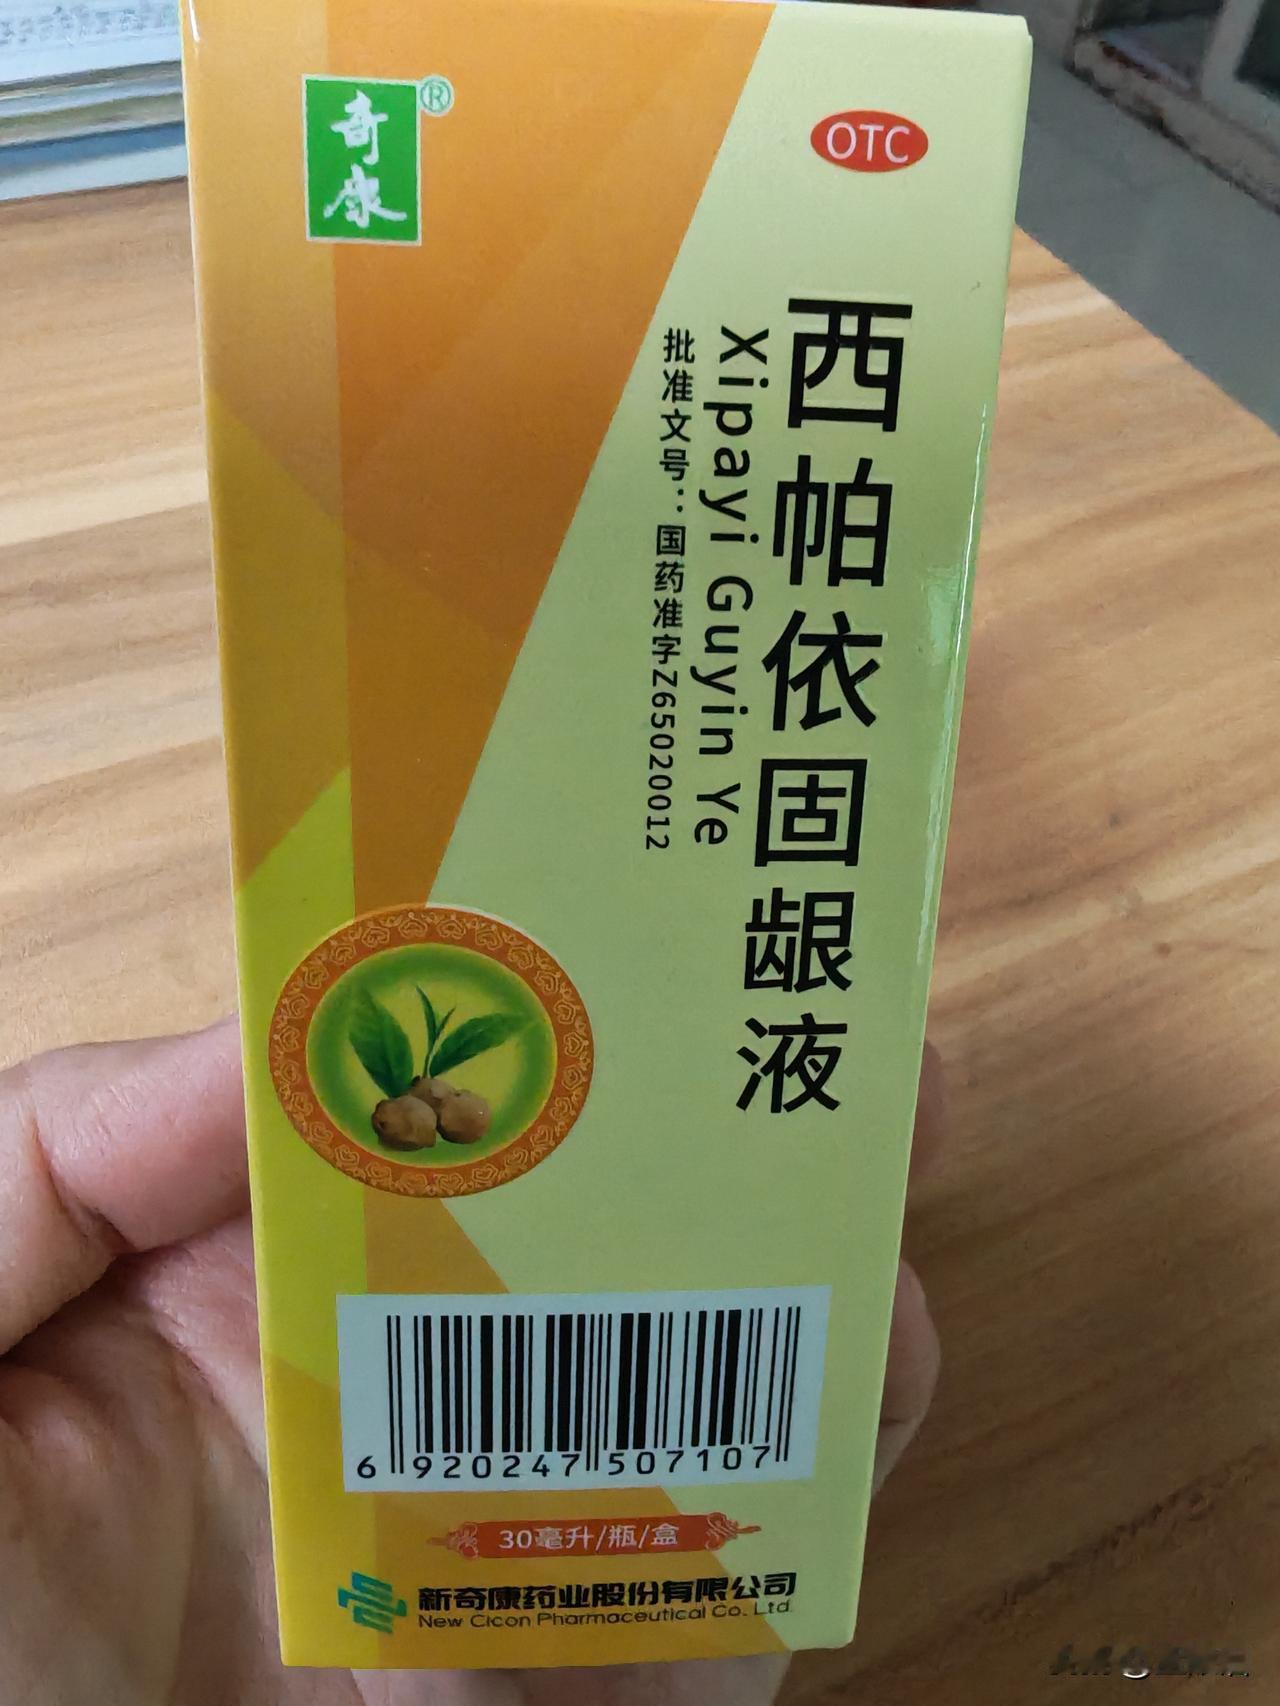 奇康®
OTC
西帕依固龈液
Xipayi Guyin Ye
批准文号：国药准字Z65020012
6 920247 507107
30毫升/瓶/盒
新奇康药业股份有限公司
New Cicon Pharmaceutical Co. Ltd.